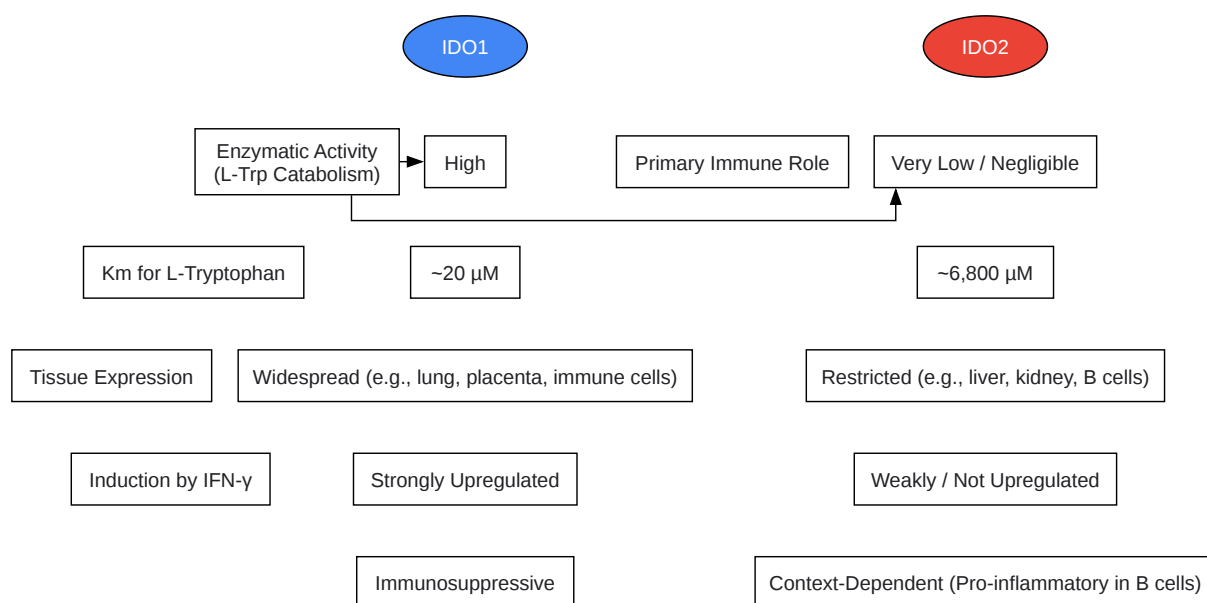 IDO1
IDO2
Enzymatic Activity
(L-Trp Catabolism)
High
Primary Immune Role
Very Low / Negligible
Km for L-Tryptophan
~20 µM
~6,800 µM
Tissue Expression
Widespread (e.g., lung, placenta, immune cells)
Restricted (e.g., liver, kidney, B cells)
Induction by IFN-γ
Strongly Upregulated
Weakly / Not Upregulated
Immunosuppressive
Context-Dependent (Pro-inflammatory in B cells)